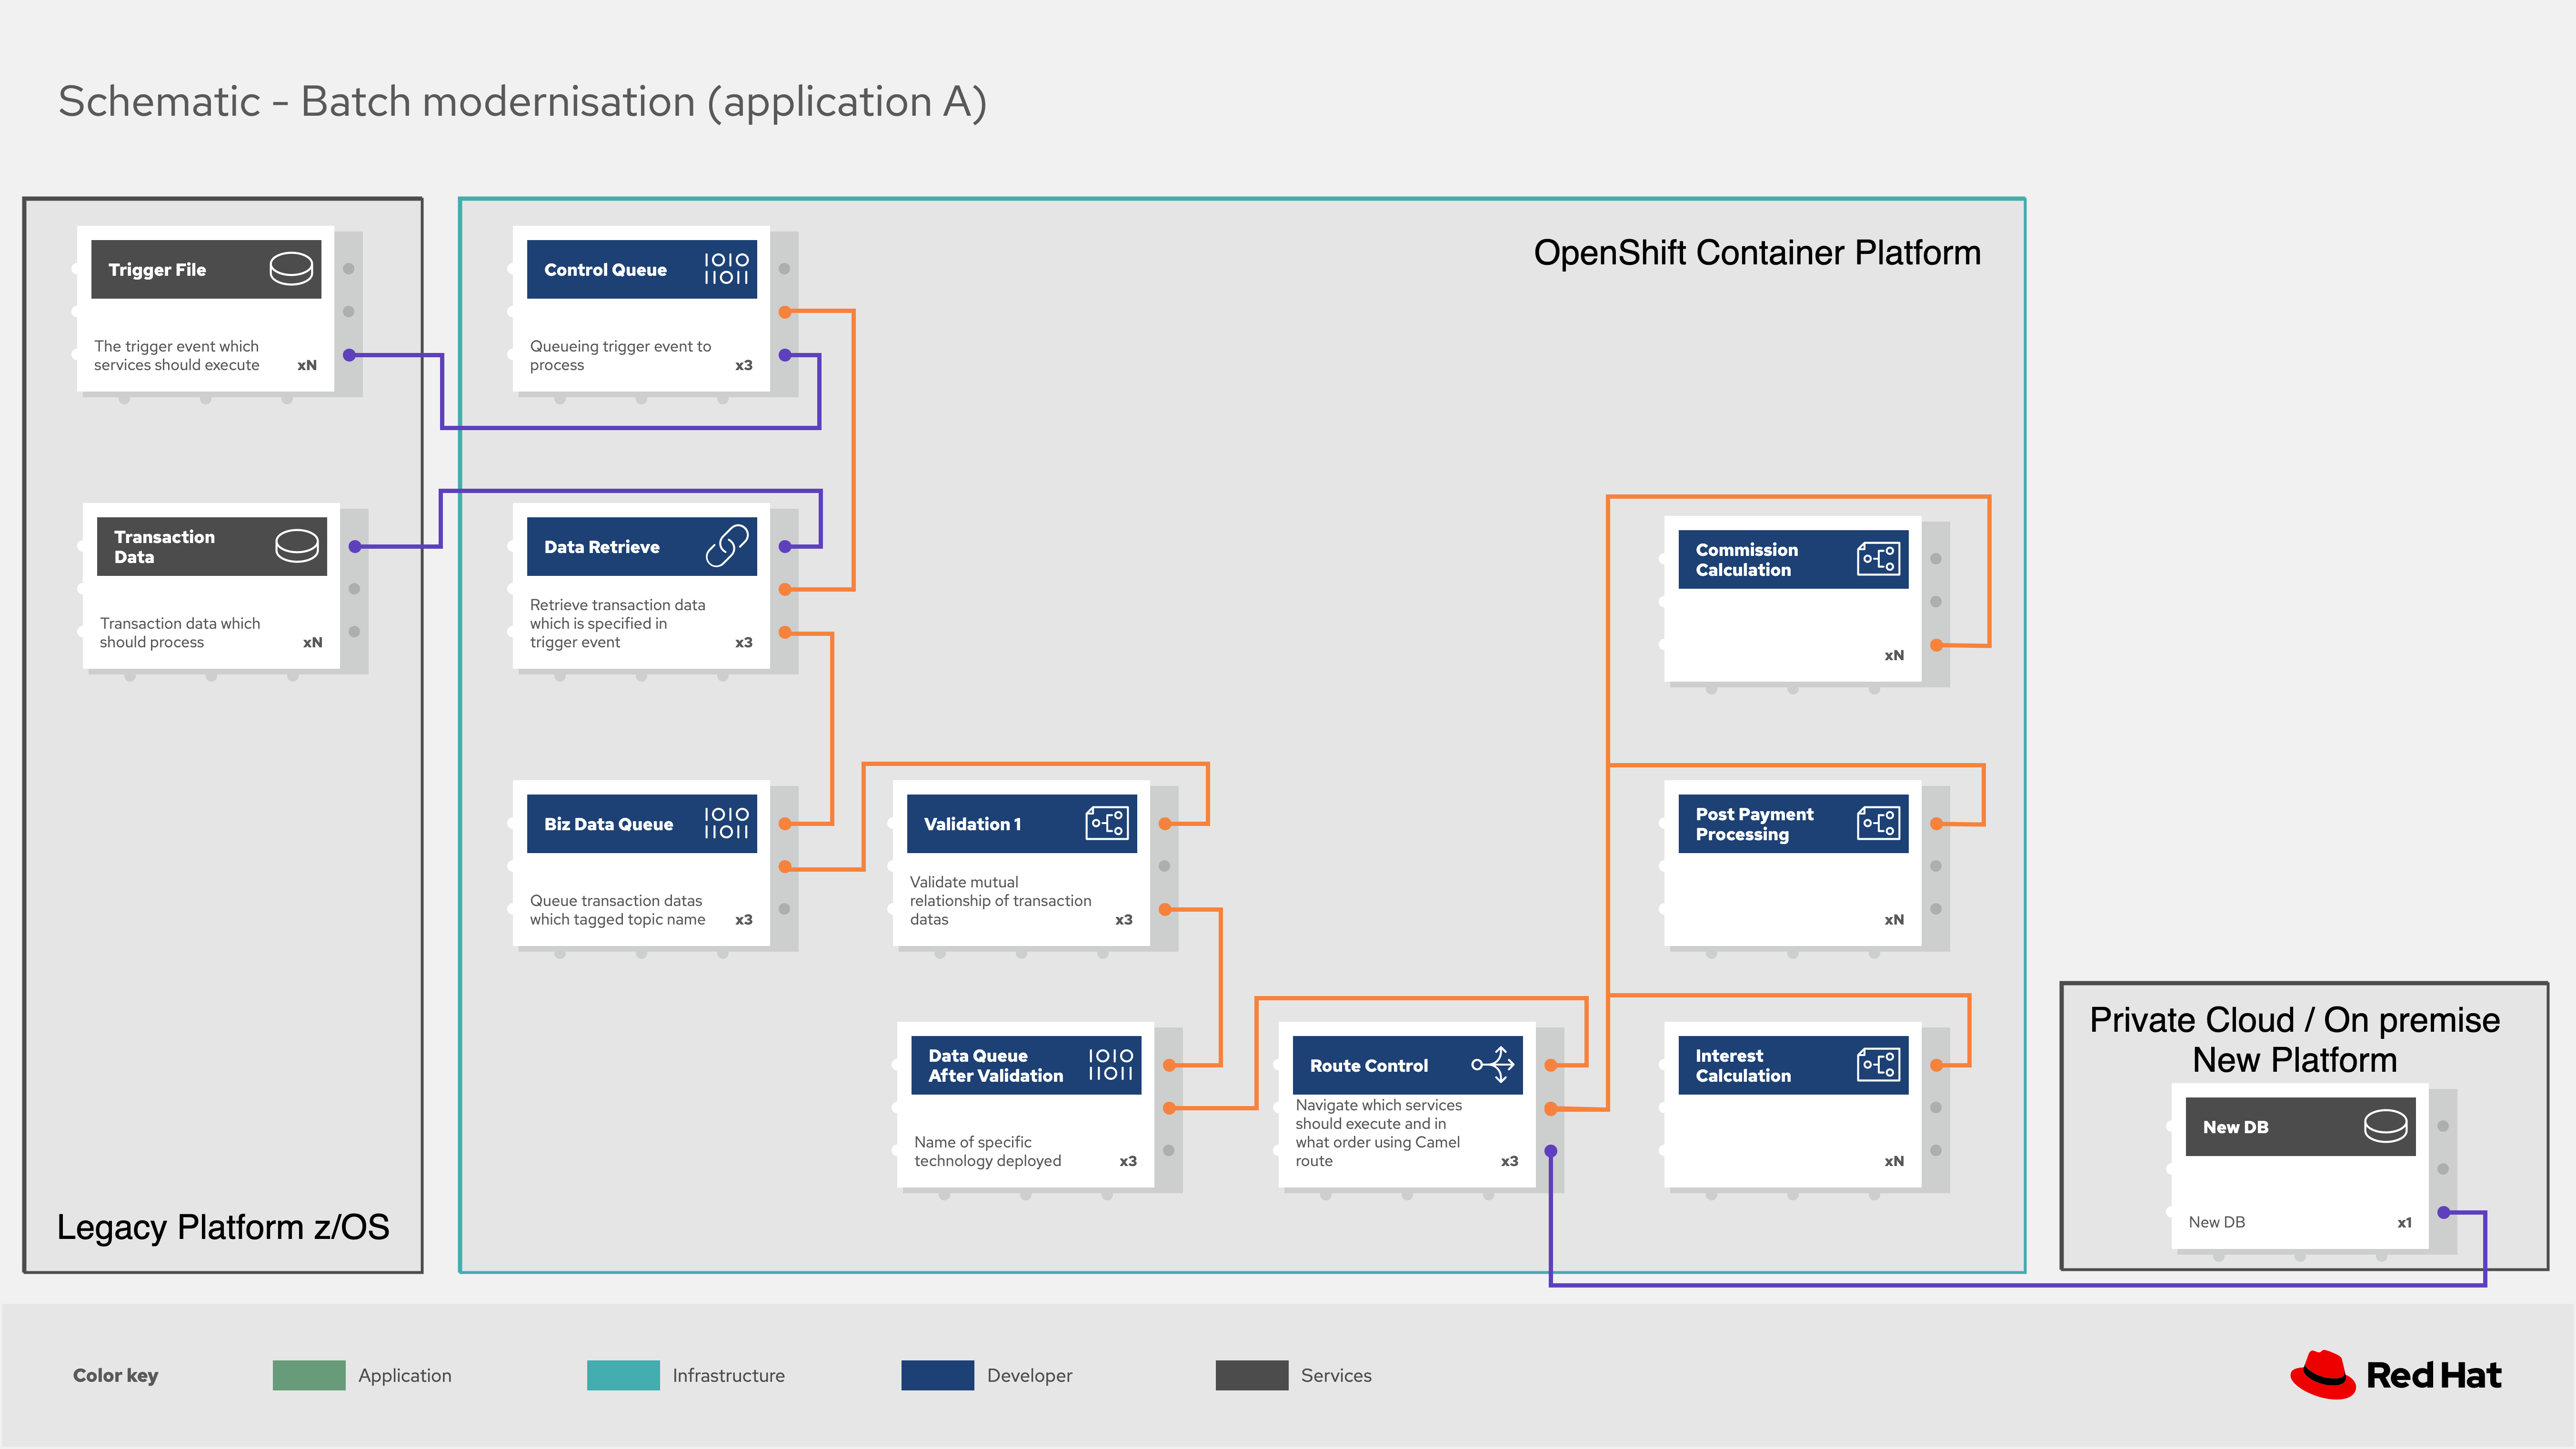 Schematic - Batch modernisation (application A)
Trigger File
The trigger event which
services should execute
xN
Transaction
Data
Transaction data which
should process
xN
Legacy Platform z/OS
OpenShift Container Platform
Control Queue
IOIO
IIOII
Queueing trigger event to
process
x3
Data Retrieve
Retrieve transaction data
which is specified in
trigger event
x3
Biz Data Queue
IOIO
IIOII
Queue transaction datas
which tagged topic name
x3
Validation 1
Validate mutual
relationship of transaction
datas
x3
Data Queue
After Validation
IOIO
IIOII
Name of specific
technology deployed
x3
Route Control
Navigate which services
should execute and in
what order using Camel
route
x3
Commission
Calculation
xN
Post Payment
Processing
xN
Interest
Calculation
xN
Private Cloud / On premise
New Platform
New DB
New DB
x1
Color key
Application
Infrastructure
Developer
Services
Red Hat